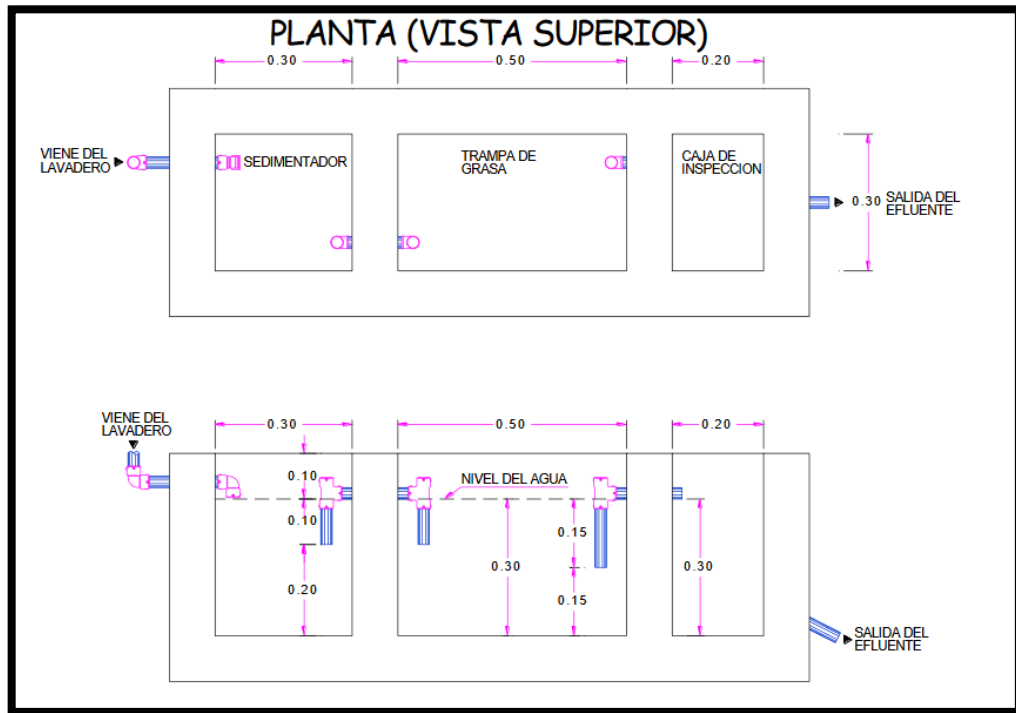 PLANTA (VISTA SUPERIOR)
0.30
0.50
0.20
VIENE DEL
LAVADERO
SEDIMENTADOR
TRAMPA DE
GRASA
CAJA DE
INSPECCION
0.30
SALIDA DEL
EFLUENTE
VIENE DEL
LAVADERO
0.30
0.50
0.20
0.10
NIVEL DEL AGUA
0.10
0.15
0.30
0.30
0.20
0.15
SALIDA DEL
EFLUENTE